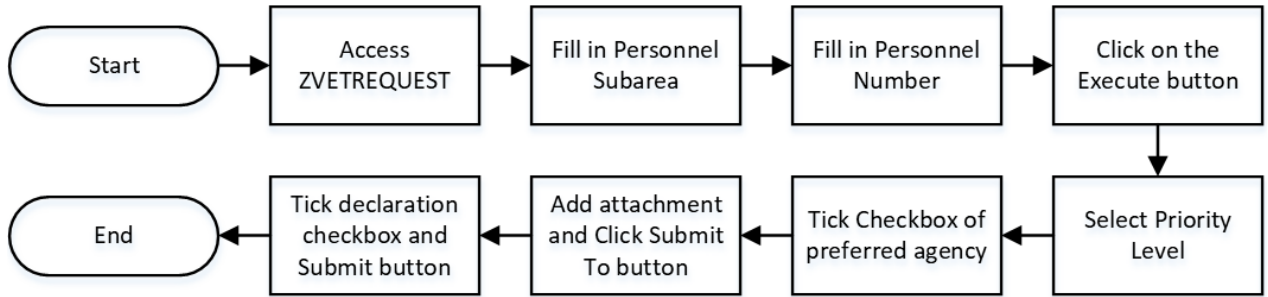 Start
Access
ZVETREQUEST
Fill in Personnel
Subarea
Fill in Personnel
Number
Click on the
Execute button
Select Priority
Level
Tick Checkbox of
preferred agency
Add attachment
and Click Submit
To button
Tick declaration
checkbox and
Submit button
End